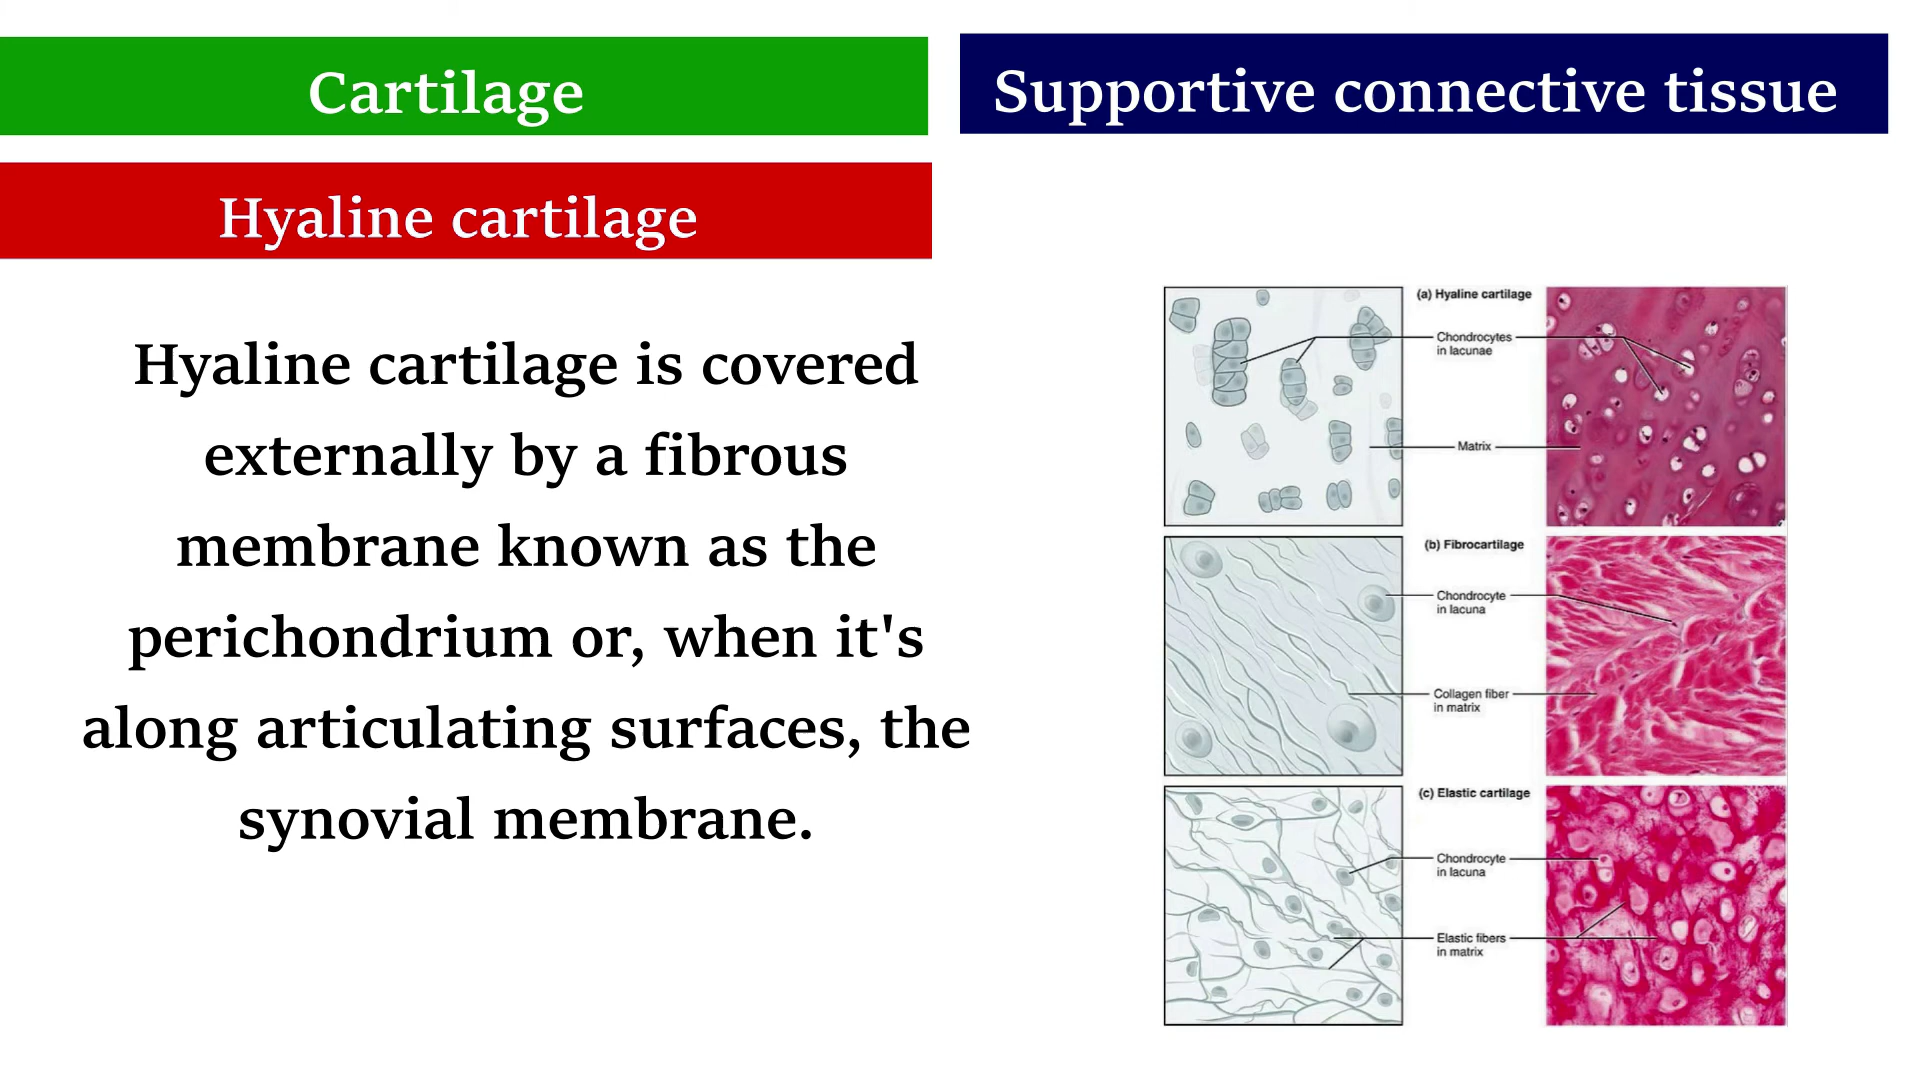 Cartilage
Supportive connective tissue
Hyaline cartilage
Hyaline cartilage is covered
externally by a fibrous
membrane known as the
perichondrium or, when it's
along articulating surfaces, the
synovial membrane.
(a) Hyaline cartilage
Chondrocytes
in lacunae
Matrix
(b) Fibrocartilage
Chondrocyte
in lacuna
Collagen fiber
in matrix
(c) Elastic cartilage
Chondrocyte
in lacuna
Elastic fibers
in matrix